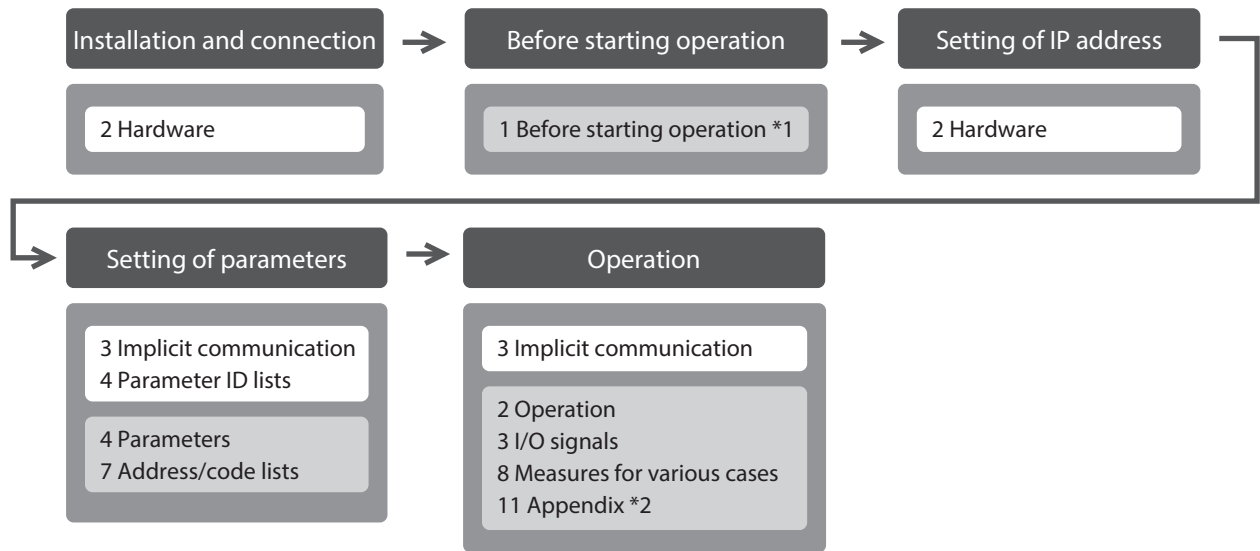 Installation and connection
Before starting operation
Setting of IP address
2 Hardware
1 Before starting operation *1
2 Hardware
Setting of parameters
Operation
3 Implicit communication
4 Parameter ID lists
4 Parameters
7 Address/code lists
3 Implicit communication
2 Operation
3 I/O signals
8 Measures for various cases
11 Appendix *2